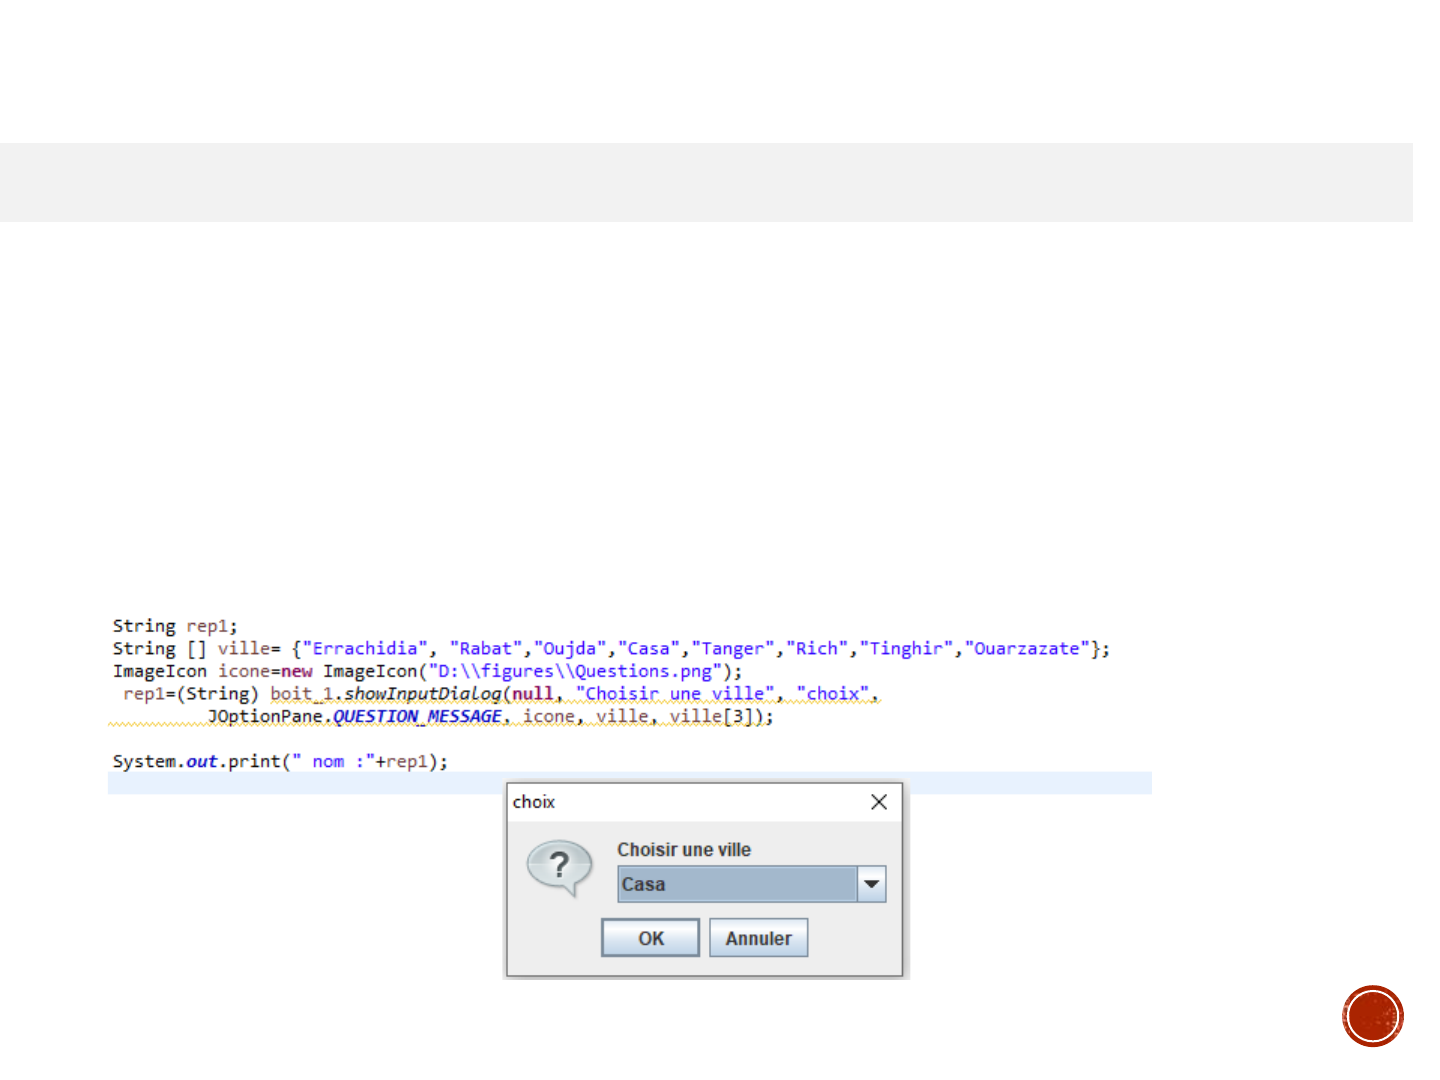 String rep1;
String [] ville= {"Errachidia", "Rabat","Oujda","Casa","Tanger","Rich","Tinghir","Ouarzazate"};
ImageIcon icone=new ImageIcon("D:\\figures\\Questions.png");
rep1=(String) boit_1.showInputDialog(null, "Choisir une ville", "choix",
JOptionPane.QUESTION_MESSAGE, icone, ville, ville[3]);
System.out.print(" nom :"+rep1);
choix
?
Choisir une ville
Casa
OK Annuler